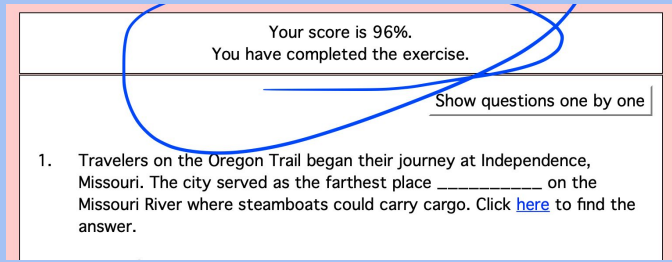 Your score is 96%.
You have completed the exercise.
Show questions one by one
1. Travelers on the Oregon Trail began their journey at Independence,
Missouri. The city served as the farthest place __________ on the
Missouri River where steamboats could carry cargo. Click here to find the
answer.